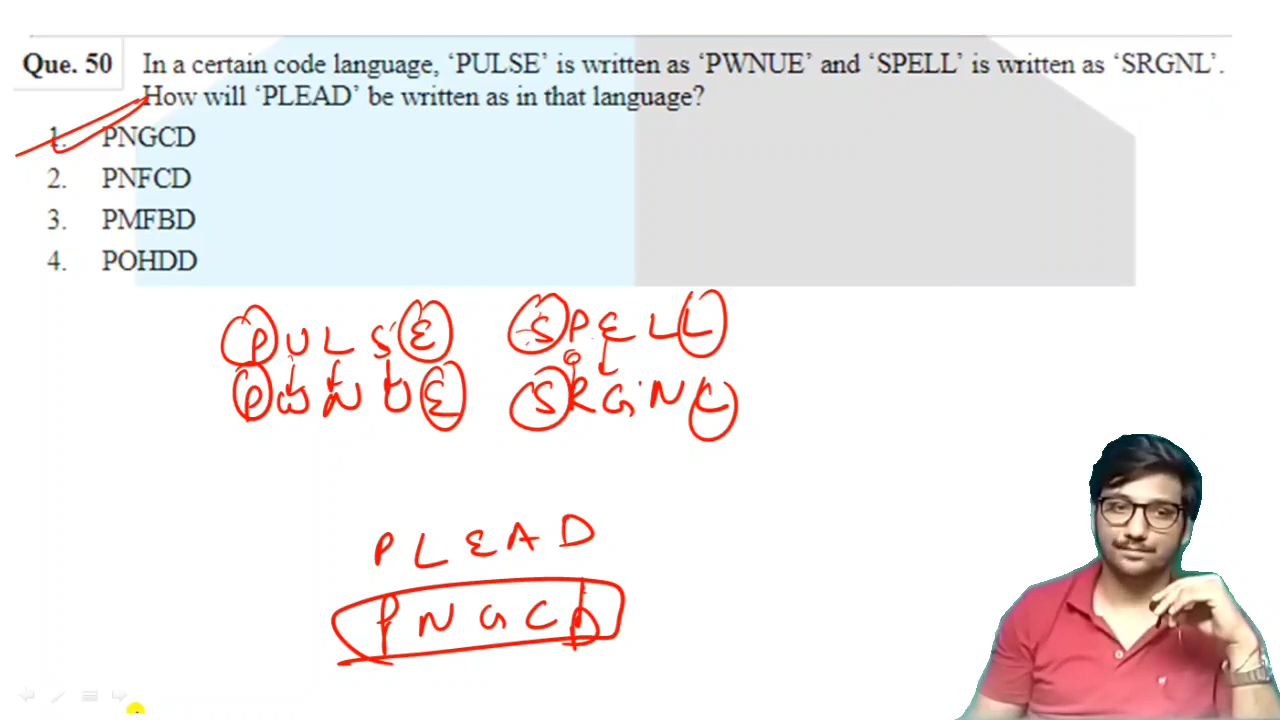 Que. 50 In a certain code language, ‘PULSE’ is written as ‘PWNUE’ and ‘SPELL’ is written as ‘SRGNL’.
How will ‘PLEAD’ be written as in that language?
1. PNGCD
2. PNFCD
3. PMFBD
4. POHDD
PULSE SPELL
PWNUE SRGNL
PLEAD
PNGCD